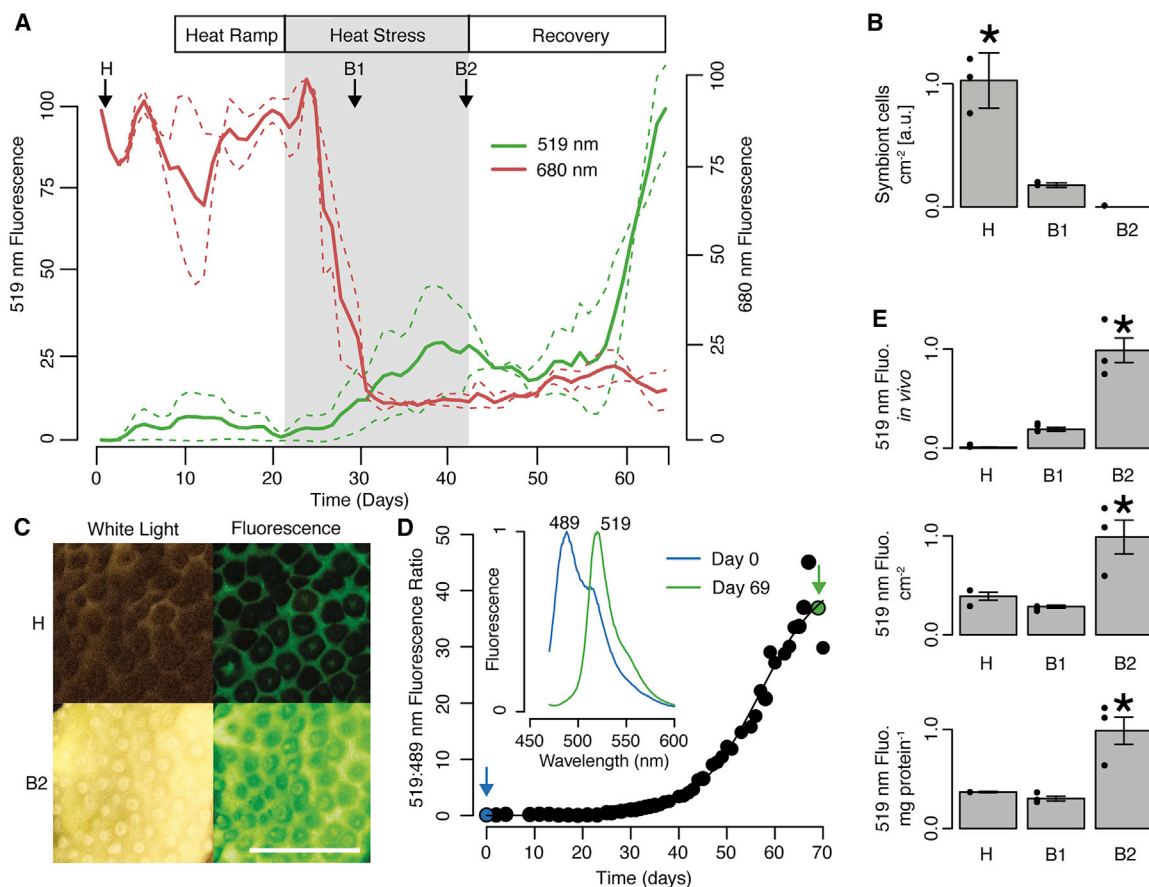 A
Heat Ramp
Heat Stress
Recovery
H
B1
B2
519 nm
680 nm
519 nm Fluorescence
0
25
50
75
100
680 nm Fluorescence
0
25
50
75
100
0
10
20
30
40
50
60
Time (Days)
B
Symbiont cells
cm⁻² [a.u.]
0.0
1.0
*
H
B1
B2
C
White Light
Fluorescence
H
B2
D
519:489 nm Fluorescence Ratio
0
10
20
30
40
50
489
519
Day 0
Day 69
Fluorescence
0
1
450
500
550
600
Wavelength (nm)
0
10
20
30
40
50
60
70
Time (days)
E
519 nm Fluo.
in vivo
0.0
1.0
*
H
B1
B2
519 nm Fluo.
cm⁻²
0.0
1.0
*
H
B1
B2
519 nm Fluo.
mg protein⁻¹
0.0
1.0
*
H
B1
B2